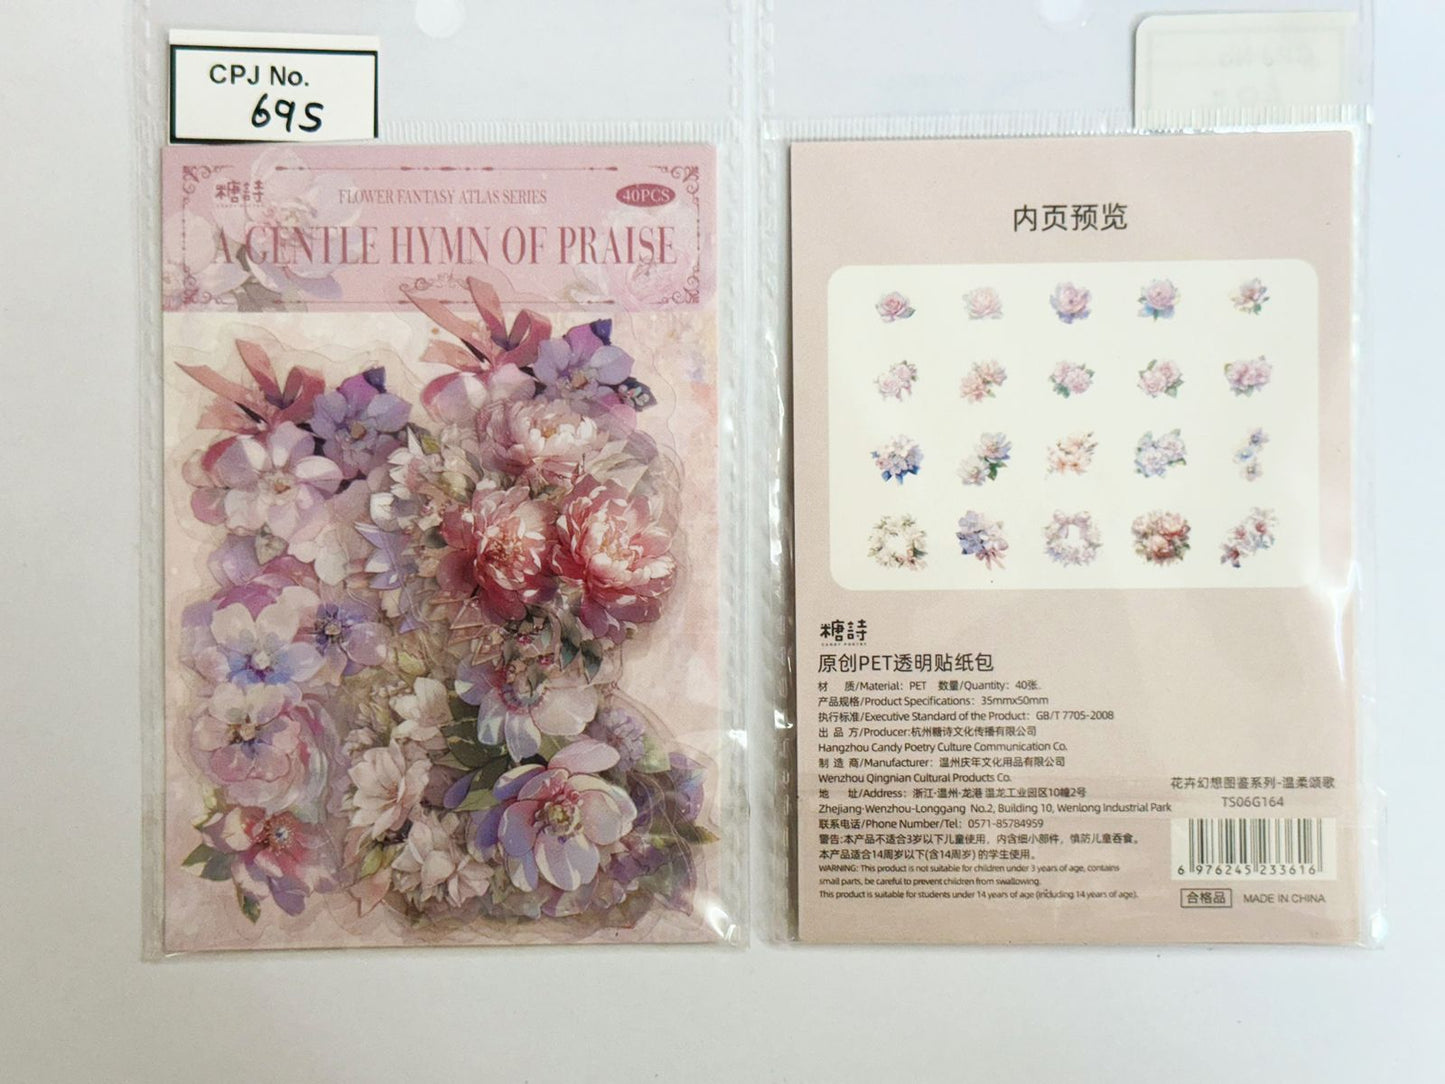 CPJ No.
695
糖詩
CANDY POETRY
FLOWER FANTASY ATLAS SERIES
40PCS
A GENTLE HYMN OF PRAISE
内页预览
糖詩
CANDY POETRY
原创PET透明贴纸包
材 质/Material: PET 数量/Quantity: 40张.
产品规格/Product Specifications: 35mmx50mm
执行标准/Executive Standard of the Product: GB/T 7705-2008
出 品 方/Producer:杭州糖诗文化传播有限公司
Hangzhou Candy Poetry Culture Communication Co.
制 造 商/Manufacturer: 温州庆年文化用品有限公司
Wenzhou Qingnian Cultural Products Co.
地 址/Address: 浙江-温州-龙港 温龙工业园区10幢2号
Zhejiang-Wenzhou-Longgang No.2, Building 10, Wenlong Industrial Park
联系电话/Phone Number/Tel: 0571-85784959
警告:本产品不适合3岁以下儿童使用，内含细小部件，慎防儿童吞食。
本产品适合14周岁以下(含14周岁)的学生使用。
WARNING: This product is not suitable for children under 3 years of age, contains
small parts, be careful to prevent children from swallowing.
This product is suitable for students under 14 years of age (including 14 years of age).
花卉幻想图鉴系列-温柔颂歌
TS06G164
6 976245 233616
合格品
MADE IN CHINA